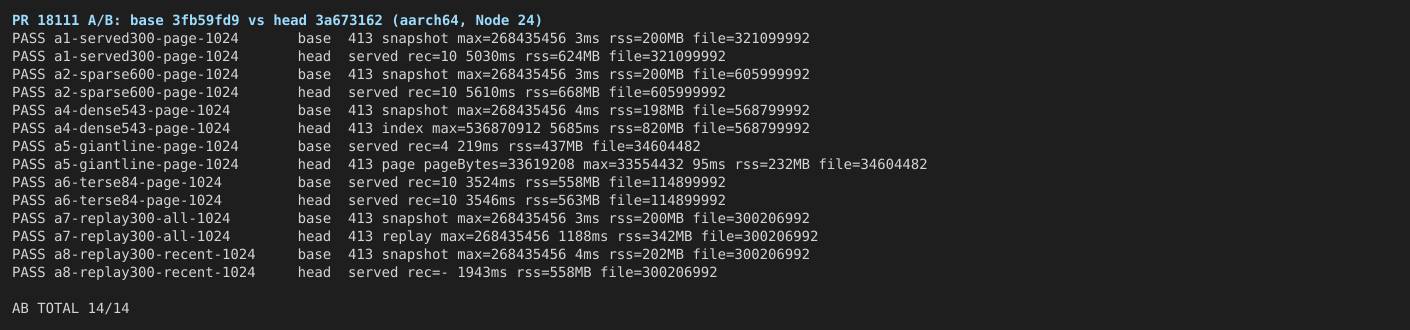 PR 18111 A/B: base 3fb59fd9 vs head 3a673162 (aarch64, Node 24)
PASS a1-served300-page-1024 base 413 snapshot max=268435456 3ms rss=200MB file=321099992
PASS a1-served300-page-1024 head served rec=10 5030ms rss=624MB file=321099992
PASS a2-sparse600-page-1024 base 413 snapshot max=268435456 3ms rss=200MB file=605999992
PASS a2-sparse600-page-1024 head served rec=10 5610ms rss=668MB file=605999992
PASS a4-dense543-page-1024 base 413 snapshot max=268435456 4ms rss=198MB file=568799992
PASS a4-dense543-page-1024 head 413 index max=536870912 5685ms rss=820MB file=568799992
PASS a5-giantline-page-1024 base served rec=4 219ms rss=437MB file=34604482
PASS a5-giantline-page-1024 head 413 page pageBytes=33619208 max=33554432 95ms rss=232MB file=34604482
PASS a6-terse84-page-1024 base served rec=10 3524ms rss=558MB file=114899992
PASS a6-terse84-page-1024 head served rec=10 3546ms rss=563MB file=114899992
PASS a7-replay300-all-1024 base 413 snapshot max=268435456 3ms rss=200MB file=300206992
PASS a7-replay300-all-1024 head 413 replay max=268435456 1188ms rss=342MB file=300206992
PASS a8-replay300-recent-1024 base 413 snapshot max=268435456 4ms rss=202MB file=300206992
PASS a8-replay300-recent-1024 head served rec=- 1943ms rss=558MB file=300206992
AB TOTAL 14/14